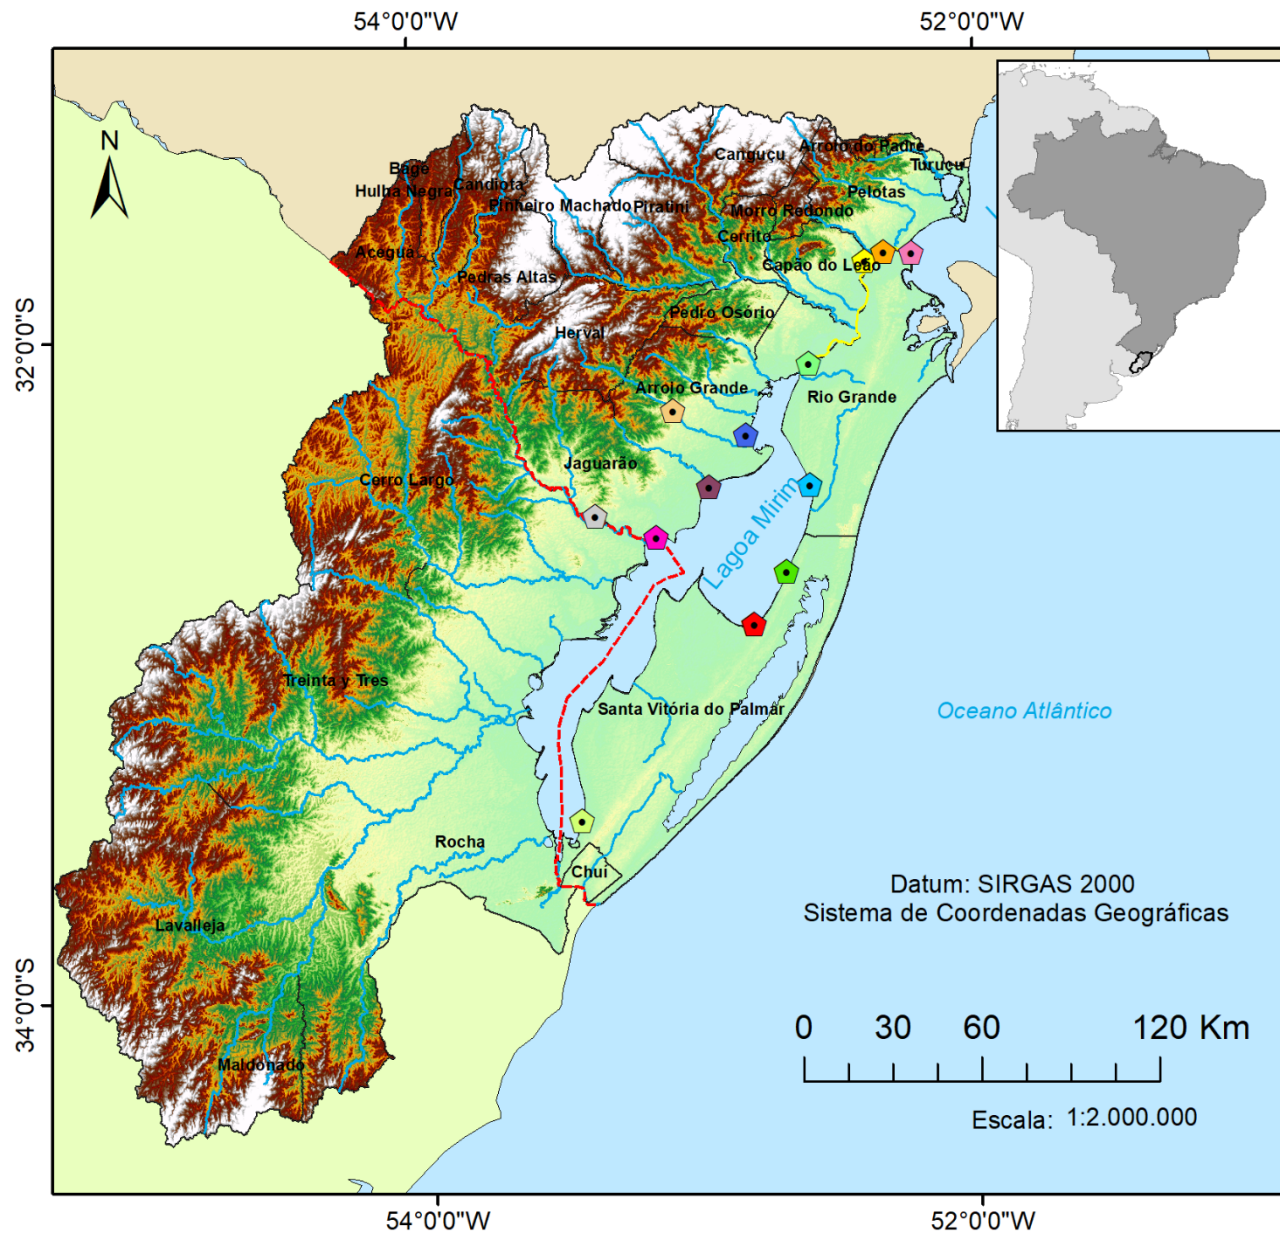 54°0'0"W
52°0'0"W
N
Arroio do Padre
Canguçu
Turuçu
Bagé
Hulha Negra
Candiota
Pelotas
Pinheiro Machado
Piratini
Morro Redondo
Cerrito
Aceguá
Capão do Leão
Pedras Altas
Pedro Osório
32°0'0"S
Herval
Arroio Grande
Rio Grande
Jaguarão
Cerro Largo
Lagoa Mirim
Treinta y Tres
Santa Vitória do Palmar
Oceano Atlântico
Rocha
Chuí
Datum: SIRGAS 2000
Sistema de Coordenadas Geográficas
Lavalleja
34°0'0"S
0 30 60 120 Km
Maldonado
Escala: 1:2.000.000
54°0'0"W
52°0'0"W